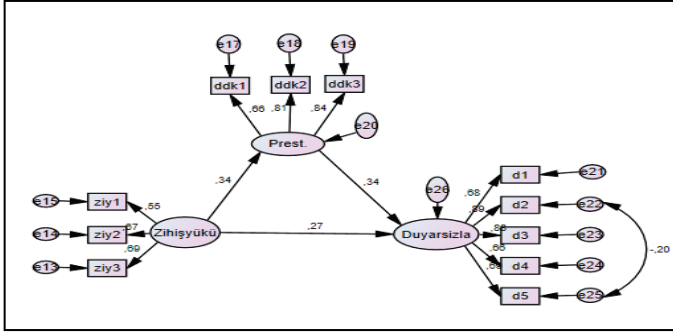 e17 e18 e19
ddk1 ddk2 ddk3
,66 ,81 ,84
e20
Prest.
,34 ,34
e15 ziy1 ,55
e14 ziy2 ,67
e13 ziy3 ,69
Zihişyükü
,27
e26
Duyarsizla
,68 d1 e21
,89 d2 e22
d3 e23
,66 d4 e24
d5 e25
-,20